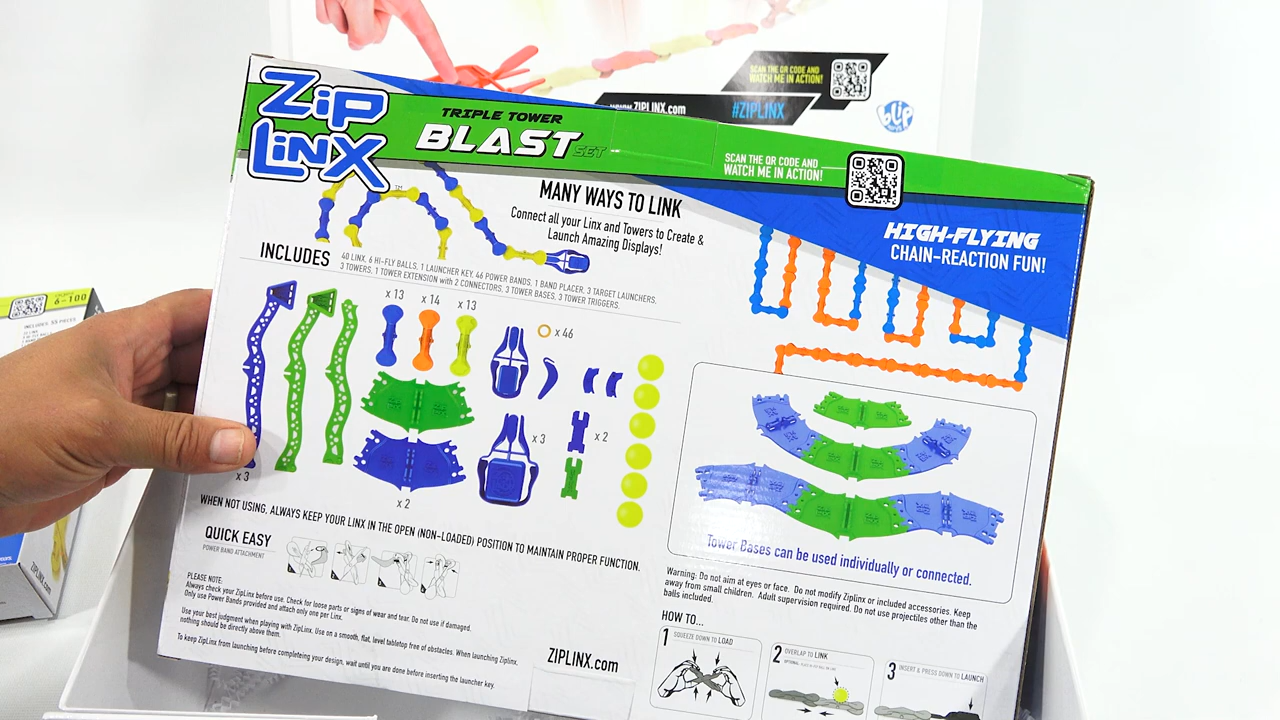 SCAN THE QR CODE AND
WATCH ME IN ACTION!
www.ZIPLINX.com
#ZIPLINX
blip
ZiP
LiNX
TM
TRIPLE TOWER
BLAST SET
SCAN THE QR CODE AND
WATCH ME IN ACTION!
HIGH-FLYING
CHAIN-REACTION FUN!
MANY WAYS TO LINK
Connect all your Linx and Towers to Create &
Launch Amazing Displays!
INCLUDES
40 LINX, 6 HI-FLY BALLS, 1 LAUNCHER KEY, 46 POWER BANDS, 1 BAND PLACER, 3 TARGET LAUNCHERS,
3 TOWERS, 1 TOWER EXTENSION with 2 CONNECTORS, 3 TOWER BASES, 3 TOWER TRIGGERS.
x 13
x 14
x 13
x 46
x 3
x 2
x 3
x 2
Tower Bases can be used individually or connected.
WHEN NOT USING, ALWAYS KEEP YOUR LINX IN THE OPEN (NON-LOADED) POSITION TO MAINTAIN PROPER FUNCTION.
QUICK EASY
POWER BAND ATTACHMENT
PLEASE NOTE:
Always check your ZipLinx before use. Check for loose parts or signs of wear and tear. Do not use if damaged.
Only use Power Bands provided and attach only one per Linx.
Use your best judgment when playing with ZipLinx. Use on a smooth, flat, level tabletop free of obstacles. When launching Ziplinx,
nothing should be directly above them.
To keep ZipLinx from launching before completeing your design, wait until you are done before inserting the launcher key.
ZIPLINX.com
Warning: Do not aim at eyes or face. Do not modify Ziplinx or included accessories. Keep
away from small children. Adult supervision required. Do not use projectiles other than the
balls included.
HOW TO...
1 SQUEEZE DOWN TO LOAD
2 OVERLAP TO LINK
3 INSERT & PRESS DOWN TO LAUNCH
6-100
INCLUDES: 55 PIECES
ZIPLINX.com